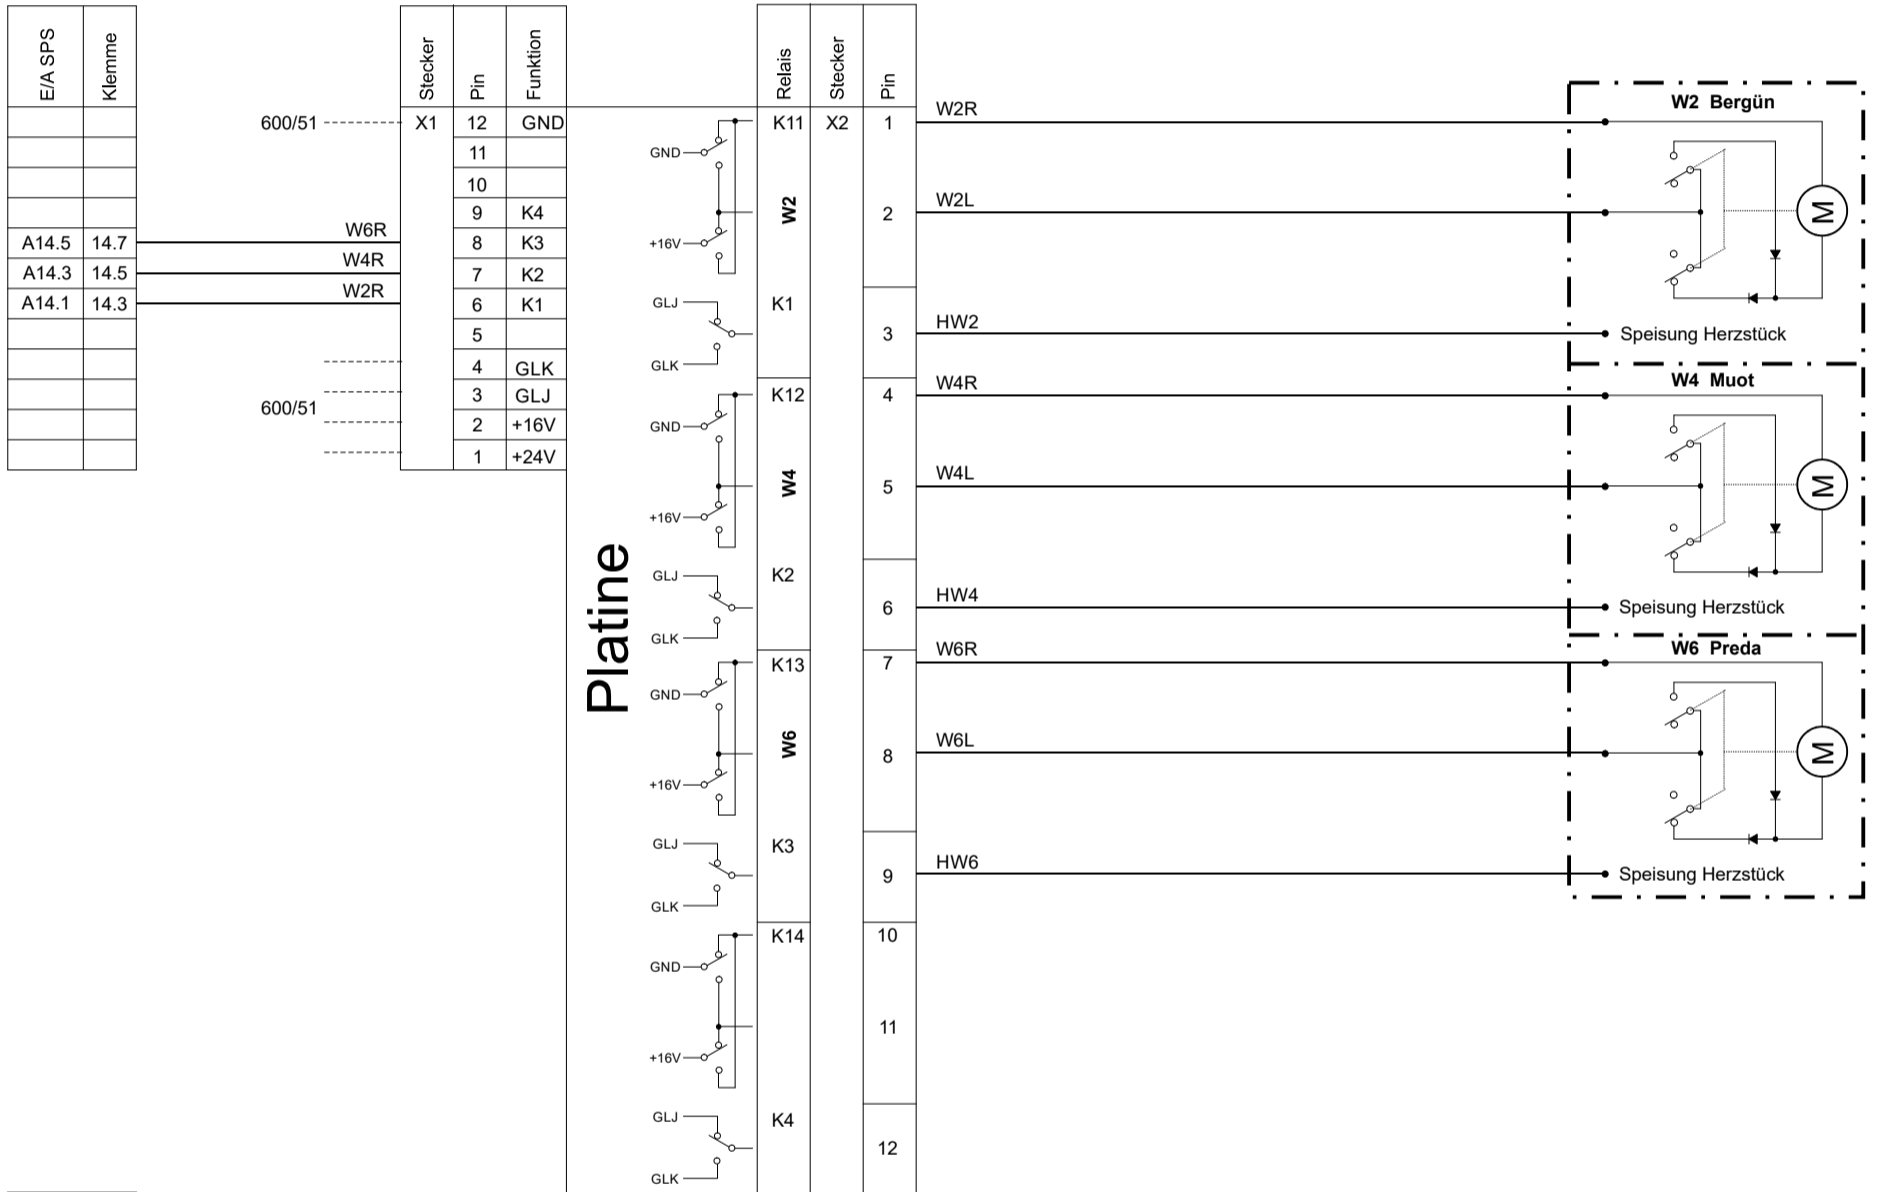 E/A SPS Klemme Stecker Pin Funktion Relais Stecker Pin
600/51 X1 12 GND
11
10
9 K4
A14.5 14.7 W6R 8 K3
A14.3 14.5 W4R 7 K2
A14.1 14.3 W2R 6 K1
5
4 GLK
600/51 3 GLJ
2 +16V
1 +24V
Platine
GND K11 X2 1 W2R
W2
+16V 2 W2L
GLJ K1
GLK 3 HW2
W2 Bergün
M
Speisung Herzstück
GND K12 4 W4R
W4
+16V 5 W4L
GLJ K2
GLK 6 HW4
W4 Muot
M
Speisung Herzstück
GND K13 7 W6R
W6
+16V 8 W6L
GLJ K3
GLK 9 HW6
W6 Preda
M
Speisung Herzstück
GND K14 10
+16V 11
GLJ K4
GLK 12